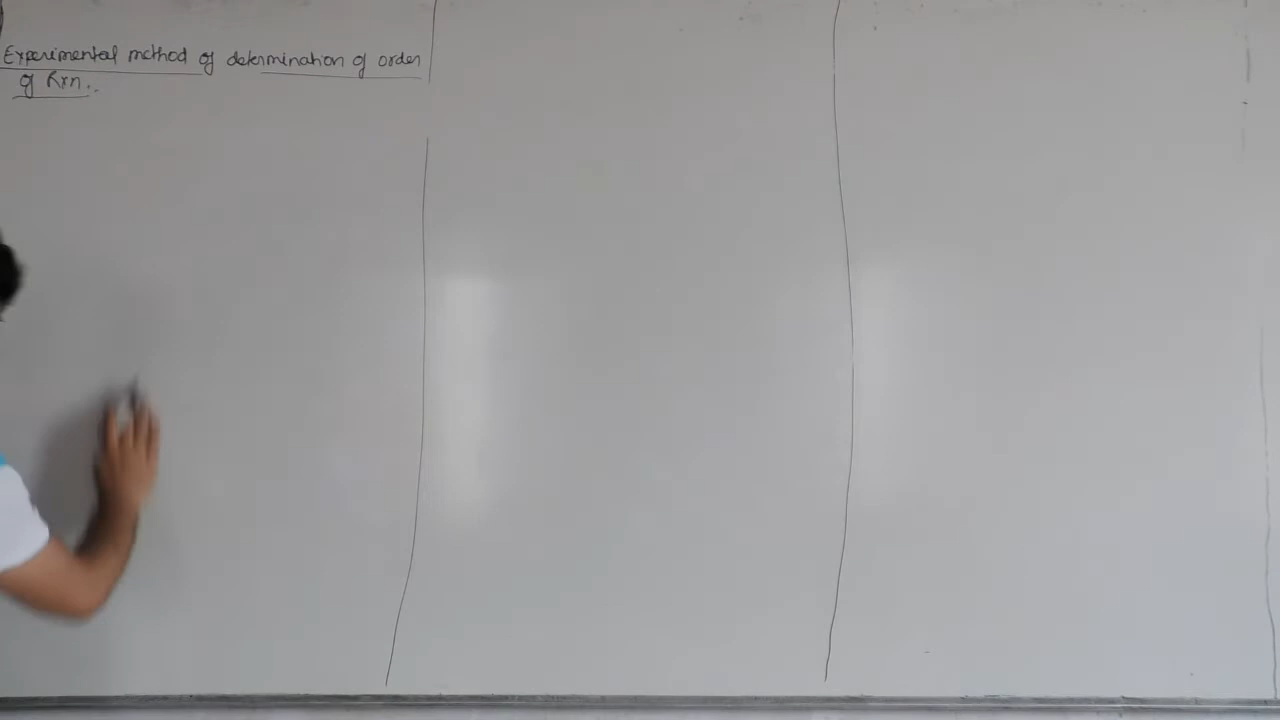 Experimental method of determination of order
of Rxn.